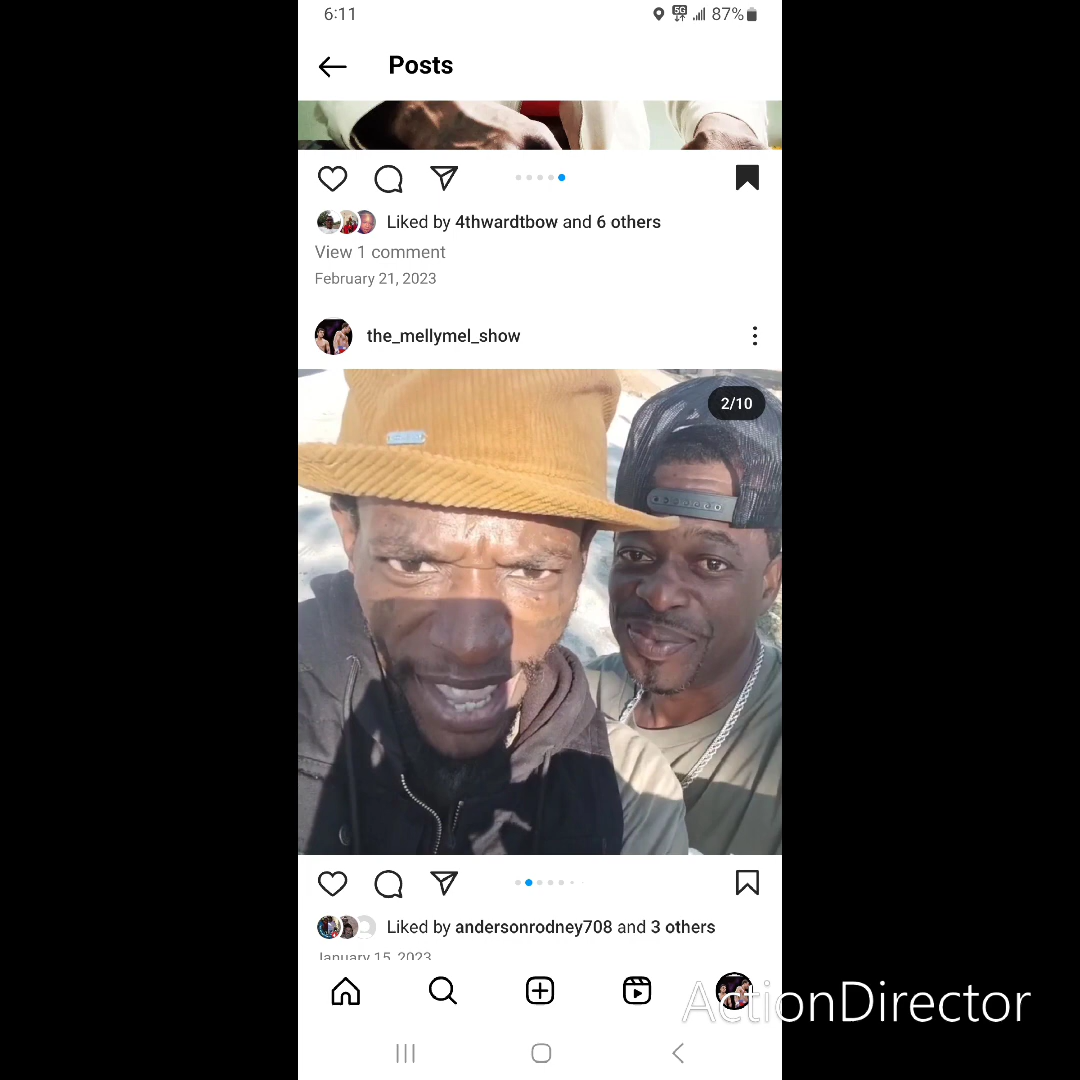 6:11
5G 87%
Posts
Liked by 4thwardtbow and 6 others
View 1 comment
February 21, 2023
the_mellymel_show
2/10
Liked by andersonrodney708 and 3 others
January 15, 2023
ActionDirector